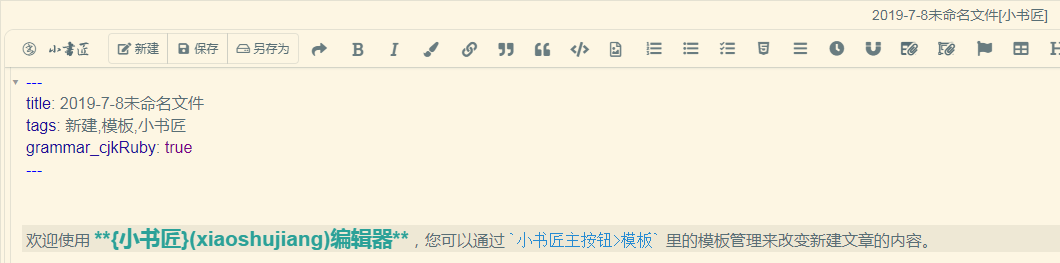 2019-7-8未命名文件[小书匠]
小书匠 新建 保存 另存为 B I H
---
title: 2019-7-8未命名文件
tags: 新建,模板,小书匠
grammar_cjkRuby: true
---
欢迎使用 **{小书匠}(xiaoshujiang)编辑器**，您可以通过 `小书匠主按钮>模板` 里的模板管理来改变新建文章的内容。